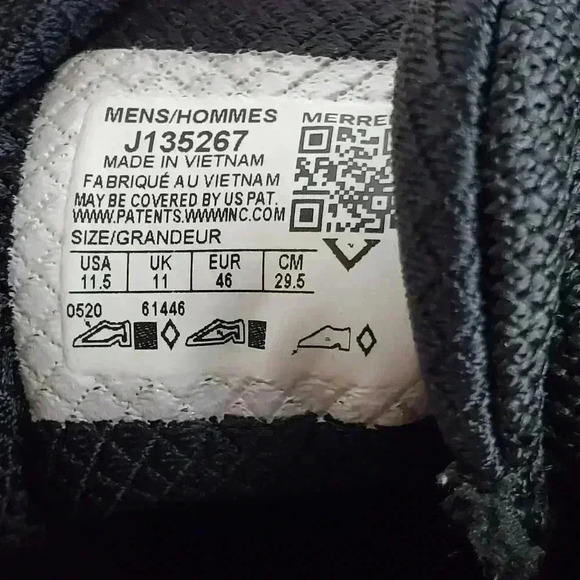 MENS/HOMMES
J135267
MADE IN VIETNAM
FABRIQUÉ AU VIETNAM
MAY BE COVERED BY US PAT.
WWW.PATENTS.WWWINC.COM
MERREL
SIZE/GRANDEUR
USA UK EUR CM
11.5 11 46 29.5
0520 61446